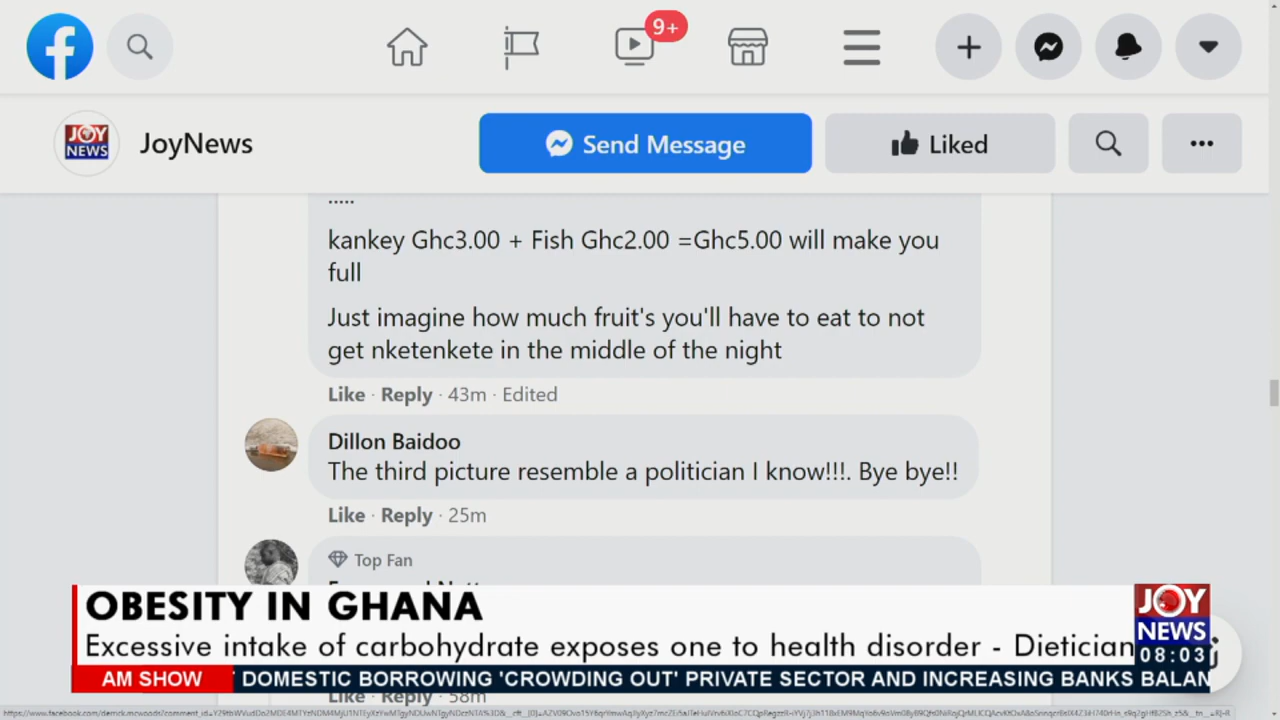 9+
JoyNews
Send Message
Liked
.....
kankey Ghc3.00 + Fish Ghc2.00 =Ghc5.00 will make you
full
Just imagine how much fruit's you'll have to eat to not
get nketenkete in the middle of the night
Like · Reply · 43m · Edited
Dillon Baidoo
The third picture resemble a politician I know!!!. Bye bye!!
Like · Reply · 25m
Top Fan
OBESITY IN GHANA
Excessive intake of carbohydrate exposes one to health disorder - Dietician
JOY
NEWS
08:03
AM SHOW
DOMESTIC BORROWING 'CROWDING OUT' PRIVATE SECTOR AND INCREASING BANKS BALAN
Like · Reply · 58m